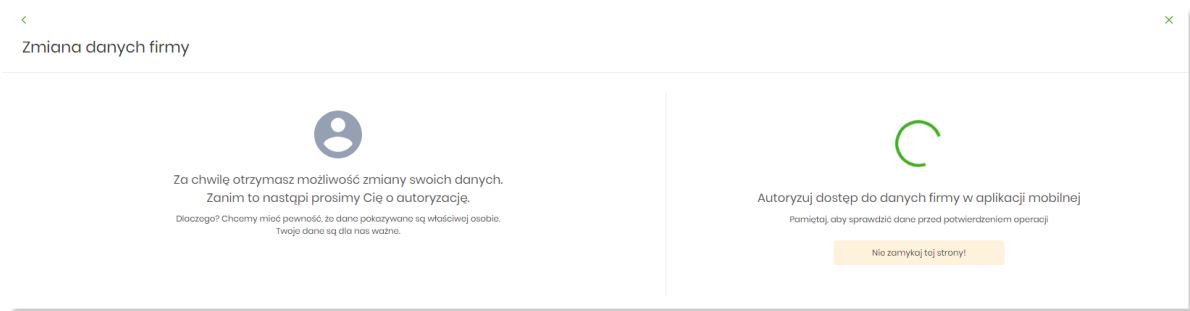 Zmiana danych firmy
Za chwilę otrzymasz możliwość zmiany swoich danych.
Zanim to nastąpi prosimy Cię o autoryzację.
Dlaczego? Chcemy mieć pewność, że dane pokazywane są właściwej osobie.
Twoje dane są dla nas ważne.
Autoryzuj dostęp do danych firmy w aplikacji mobilnej
Pamiętaj, aby sprawdzić dane przed potwierdzeniem operacji
Nie zamykaj tej strony!